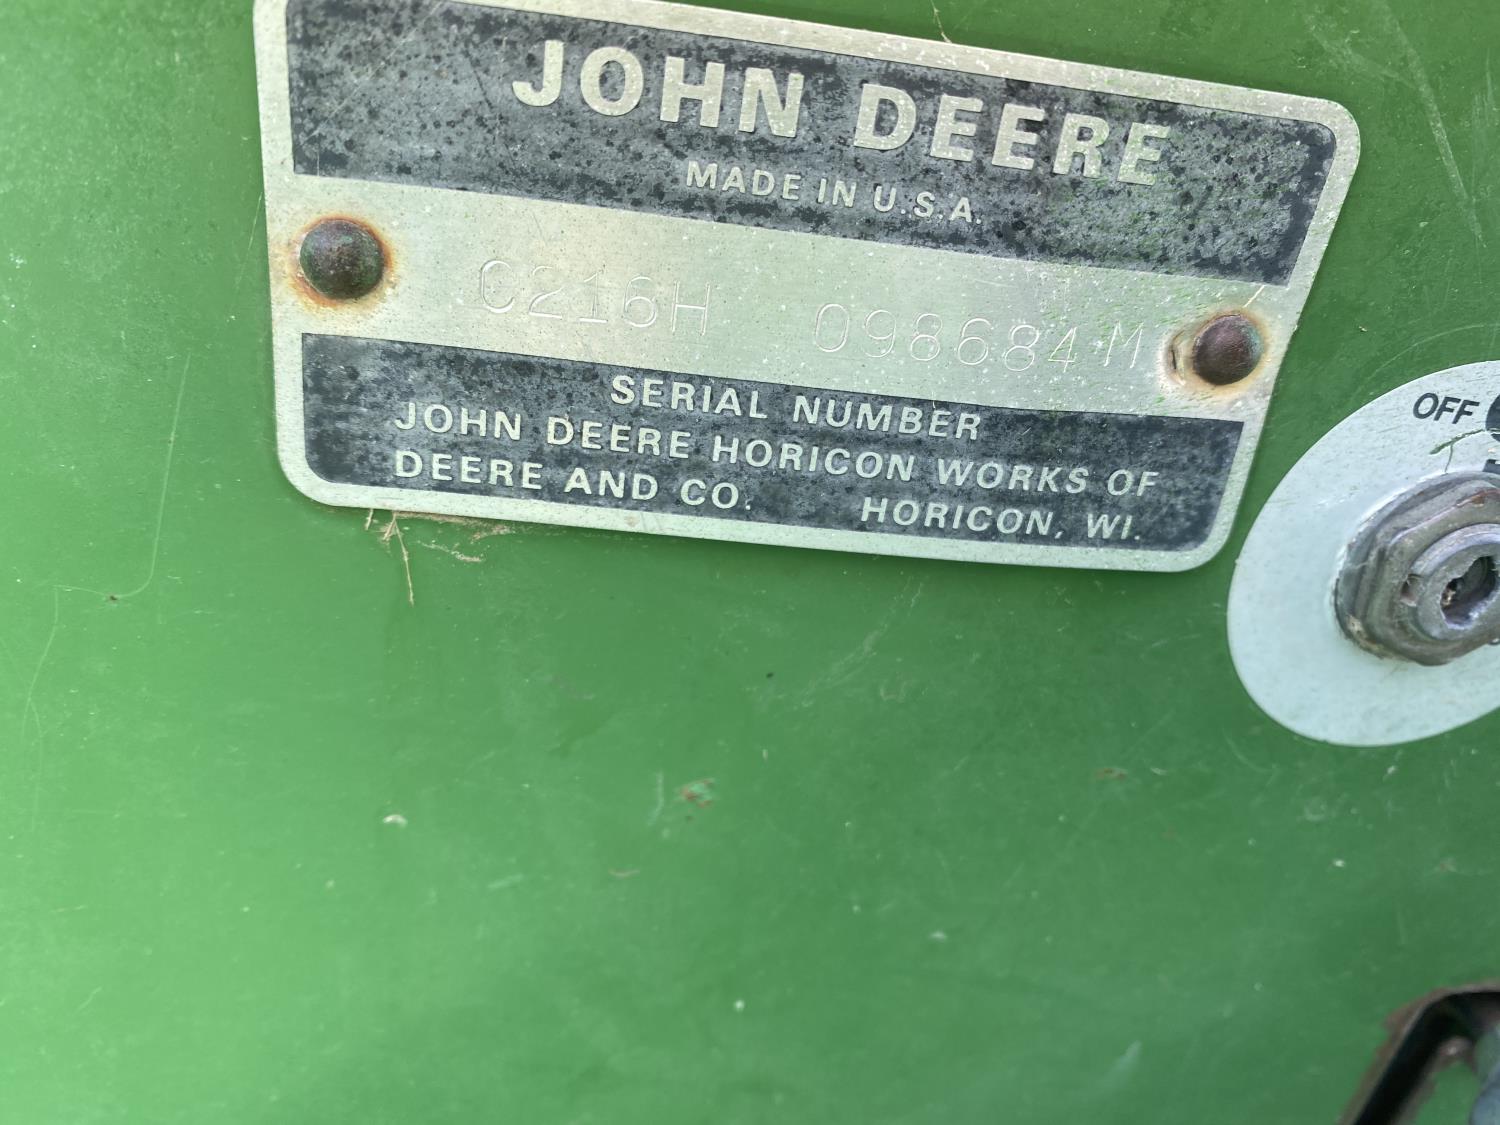 JOHN DEERE
MADE IN U.S.A.
C216H 098684M
SERIAL NUMBER
JOHN DEERE HORICON WORKS OF
DEERE AND CO. HORICON, WI.
OFF